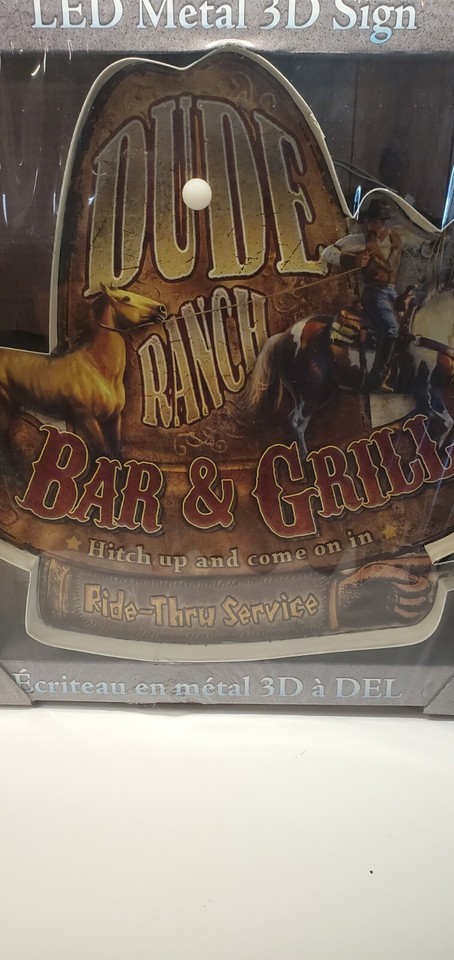 LED Metal 3D Sign
DUDE
RANCH
BAR & GRILL
Hitch up and come on in
Ride-Thru Service
Écriteau en métal 3D à DEL